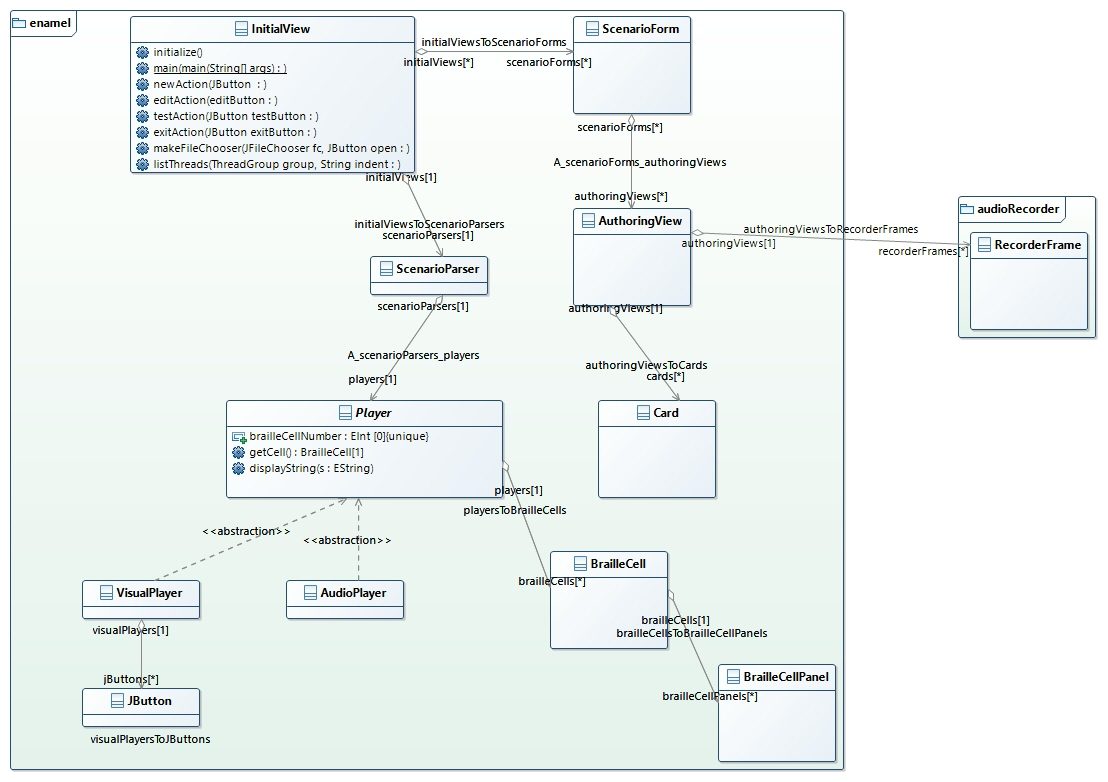 enamel
InitialView
initialize()
main(main(String[] args) : )
newAction(JButton  : )
editAction(editButton : )
testAction(JButton testButton : )
exitAction(JButton exitButton : )
makeFileChooser(JFileChooser fc, JButton open : )
listThreads(ThreadGroup group, String indent : )
initialViewsToScenarioForms
initialViews[*]
scenarioForms[*]
ScenarioForm
scenarioForms[*]
A_scenarioForms_authoringViews
authoringViews[*]
initialViews[1]
initialViewsToScenarioParsers
scenarioParsers[1]
AuthoringView
authoringViewsToRecorderFrames
authoringViews[1]
recorderFrames[*]
audioRecorder
RecorderFrame
ScenarioParser
scenarioParsers[1]
authoringViews[1]
A_scenarioParsers_players
players[1]
authoringViewsToCards
cards[*]
Player
brailleCellNumber : EInt [0]{unique}
getCell() : BrailleCell[1]
displayString(s : EString)
Card
players[1]
playersToBrailleCells
<<abstraction>>
<<abstraction>>
BrailleCell
brailleCells[*]
VisualPlayer
AudioPlayer
visualPlayers[1]
brailleCells[1]
brailleCellsToBrailleCellPanels
jButtons[*]
BrailleCellPanel
brailleCellPanels[*]
JButton
visualPlayersToJButtons